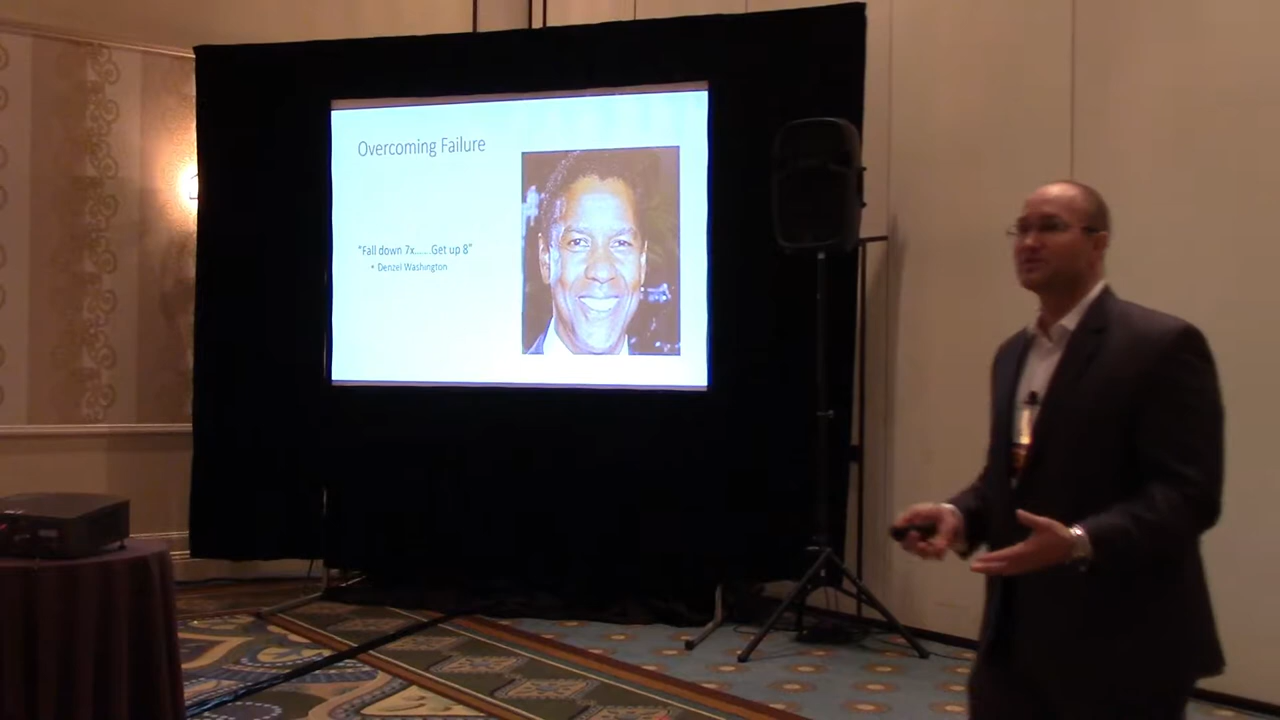 Overcoming Failure
"Fall down 7x......Get up 8"
• Denzel Washington